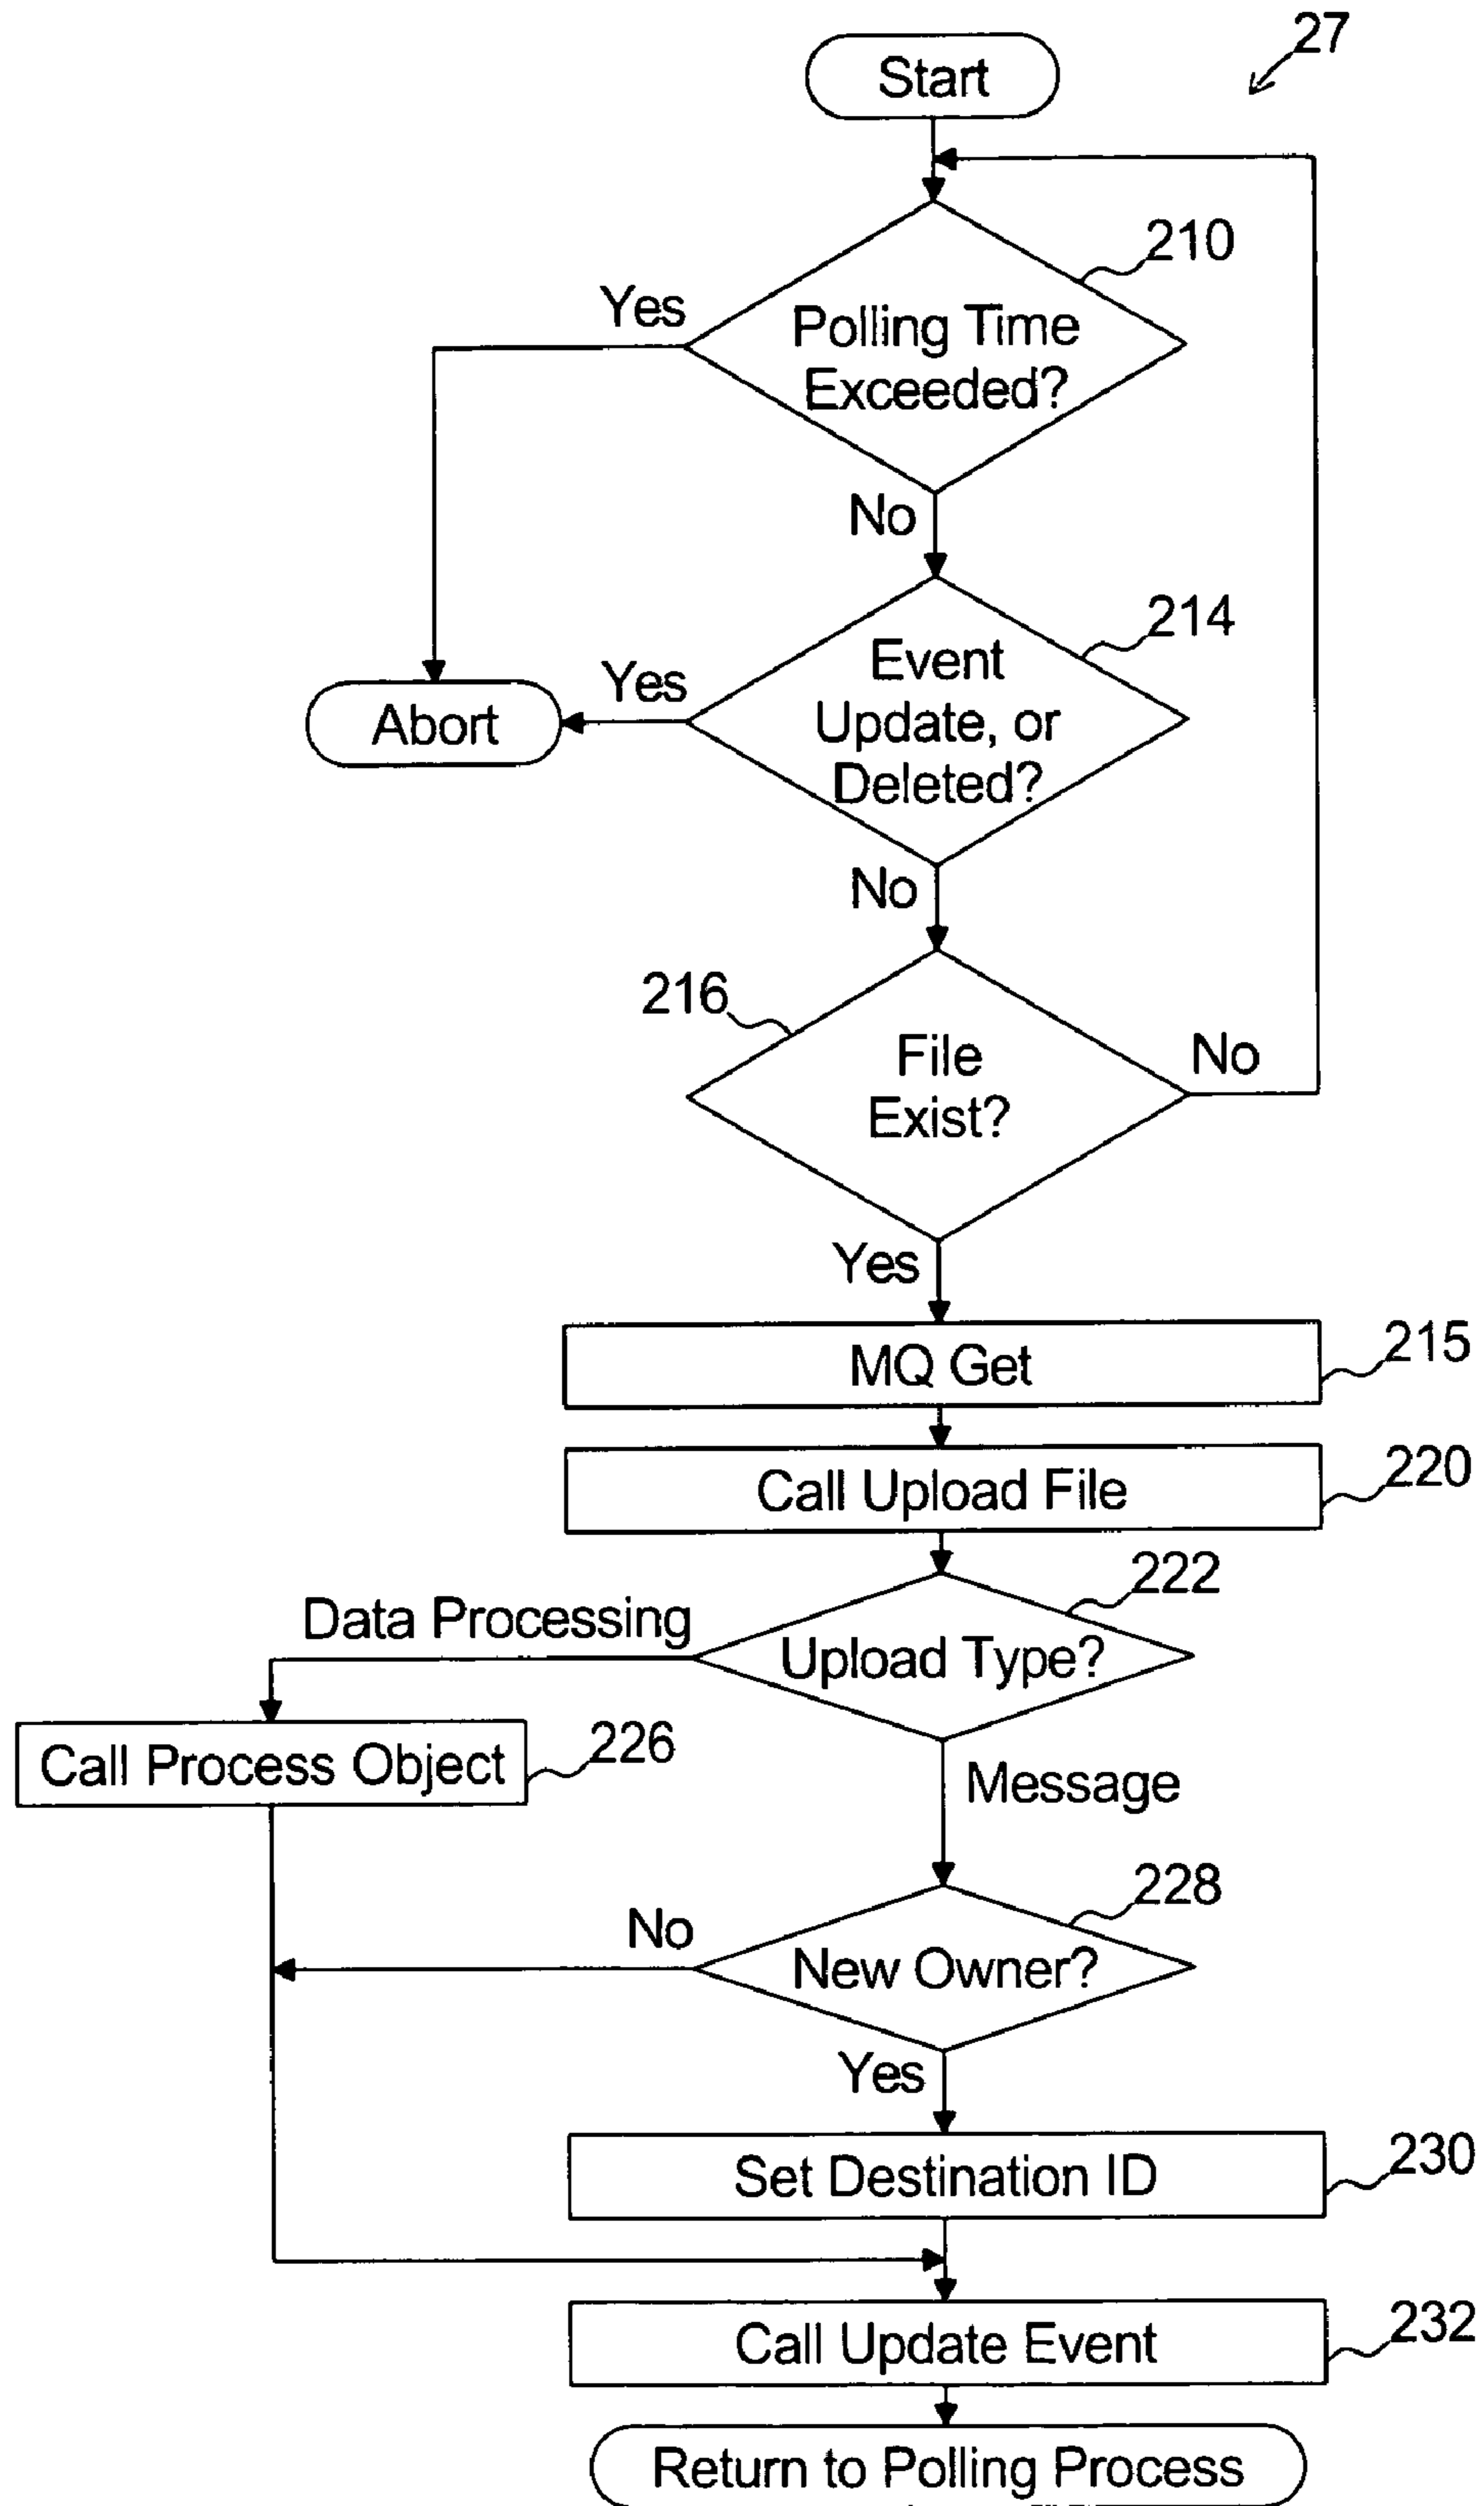 27
Start
210
Yes
Polling Time
Exceeded?
No
214
Event
Update, or
Deleted?
Yes
Abort
No
216
File
Exist?
No
Yes
MQ Get
215
Call Upload File
220
222
Data Processing
Upload Type?
Call Process Object
226
Message
228
No
New Owner?
Yes
Set Destination ID
230
Call Update Event
232
Return to Polling Process